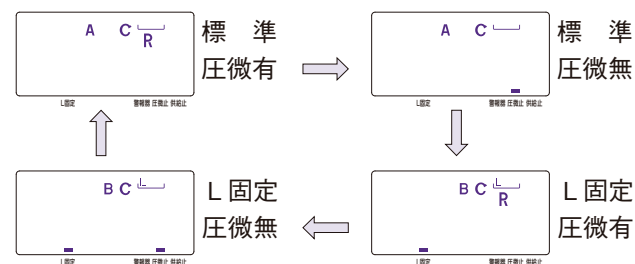 A C R
標 準
圧微有
L固定 警報器 圧微止 供給止
A C
標 準
圧微無
L固定 警報器 圧微止 供給止
B C L
L固定
圧微無
L固定 警報器 圧微止 供給止
B C L R
L固定
圧微有
L固定 警報器 圧微止 供給止